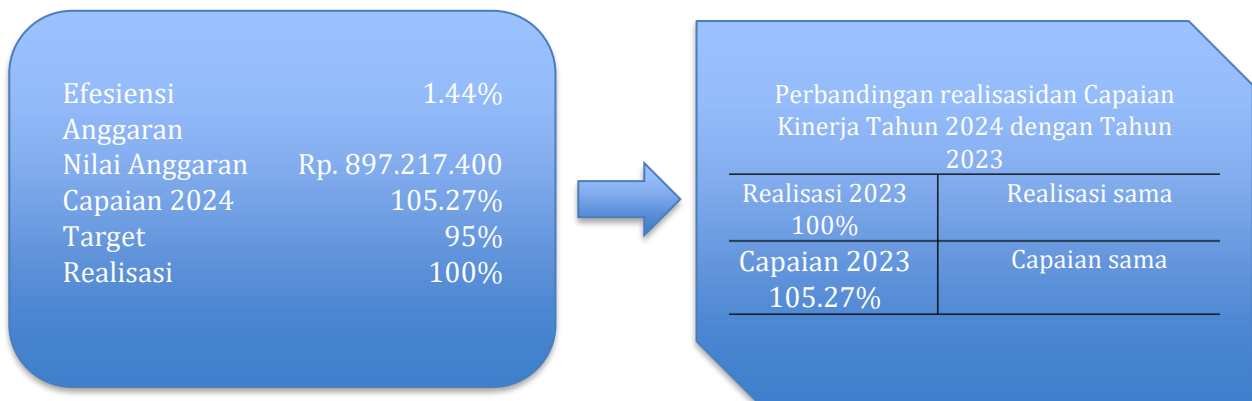 Efesiensi 1.44%
Anggaran
Nilai Anggaran Rp. 897.217.400
Capaian 2024 105.27%
Target 95%
Realisasi 100%
Perbandingan realisasidan Capaian
Kinerja Tahun 2024 dengan Tahun
2023
Realisasi 2023 Realisasi sama
100%
Capaian 2023 Capaian sama
105.27%